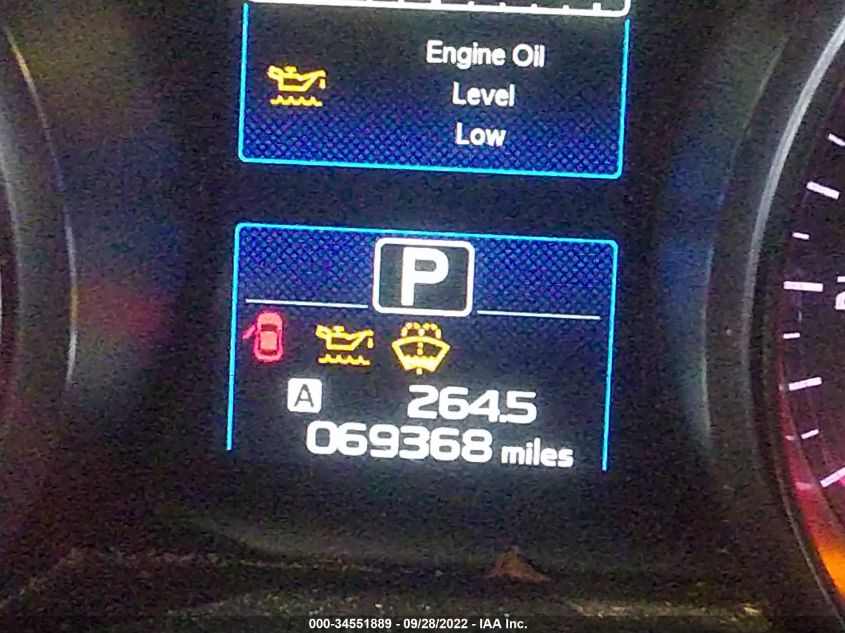 Engine Oil
Level
Low
P
A 264.5
069368 miles
000-34551889 - 09/28/2022 - IAA Inc.